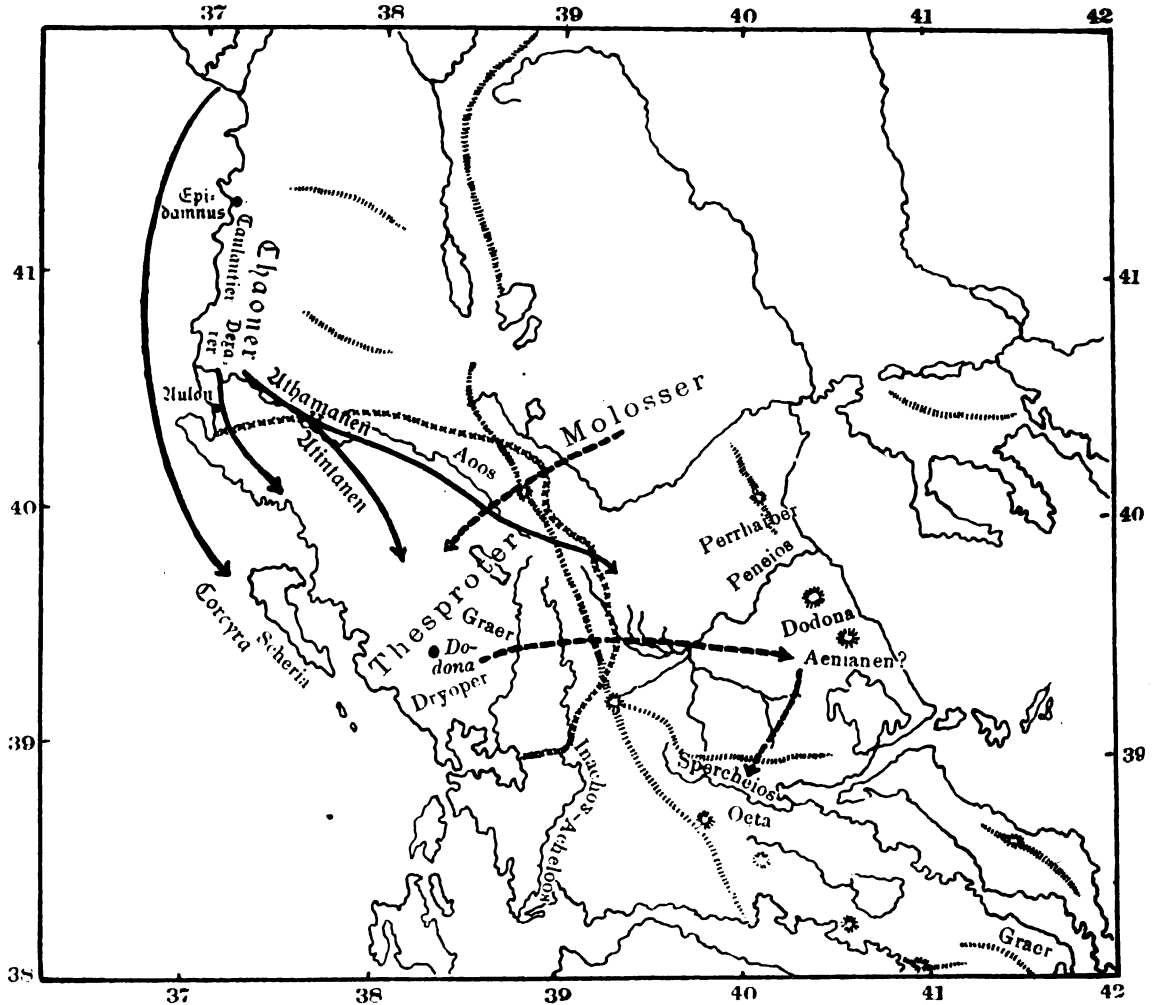 37 38 39 40 41 42
Epi-
damnus
Taulantier
Chaoner
41
41
Dexa-
rer
Aulon
Athamanen
Molosser
Atintanen
Aoos
40
40
Perrhaeber
Peneios
Thesproter
Corcyra
Scheria
Graer
Do-
dona
Dryoper
Dodona
Aenianen?
39
39
Inachos-Acheloos
Spercheios
Oeta
Graer
38
37 38 39 40 41 42